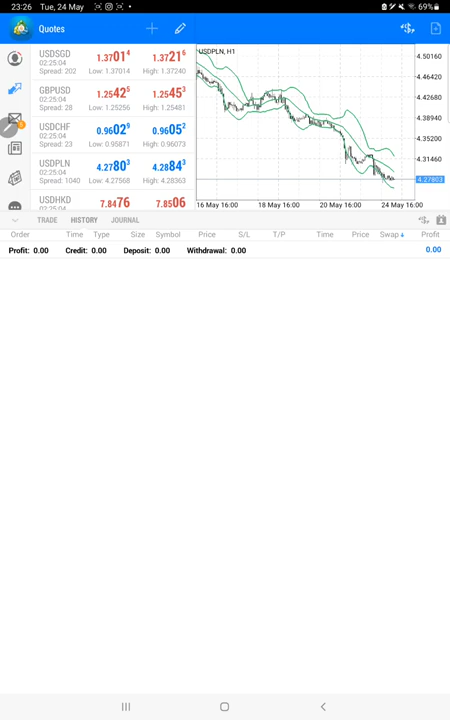 23:26 Tue, 24 May • 69%
Quotes
USDSGD 1.3701⁴ 1.3721⁶
02:25:04
Spread: 202 Low: 1.37014 High: 1.37240
GBPUSD 1.2542⁵ 1.2545³
02:25:04
Spread: 28 Low: 1.25256 High: 1.25481
USDCHF 0.9602⁹ 0.9605²
02:25:04
Spread: 23 Low: 0.95871 High: 0.96073
USDPLN 4.2780³ 4.2884³
02:25:04
Spread: 1040 Low: 4.27568 High: 4.28363
USDHKD 7.8476 7.8506
02:25:04
USDPLN, H1
4.50160
4.46420
4.42680
4.38940
4.35200
4.31460
4.27803
16 May 16:00 18 May 16:00 20 May 16:00 24 May 16:00
TRADE HISTORY JOURNAL
Order Time Type Size Symbol Price S/L T/P Time Price Swap Profit
Profit: 0.00 Credit: 0.00 Deposit: 0.00 Withdrawal: 0.00 0.00